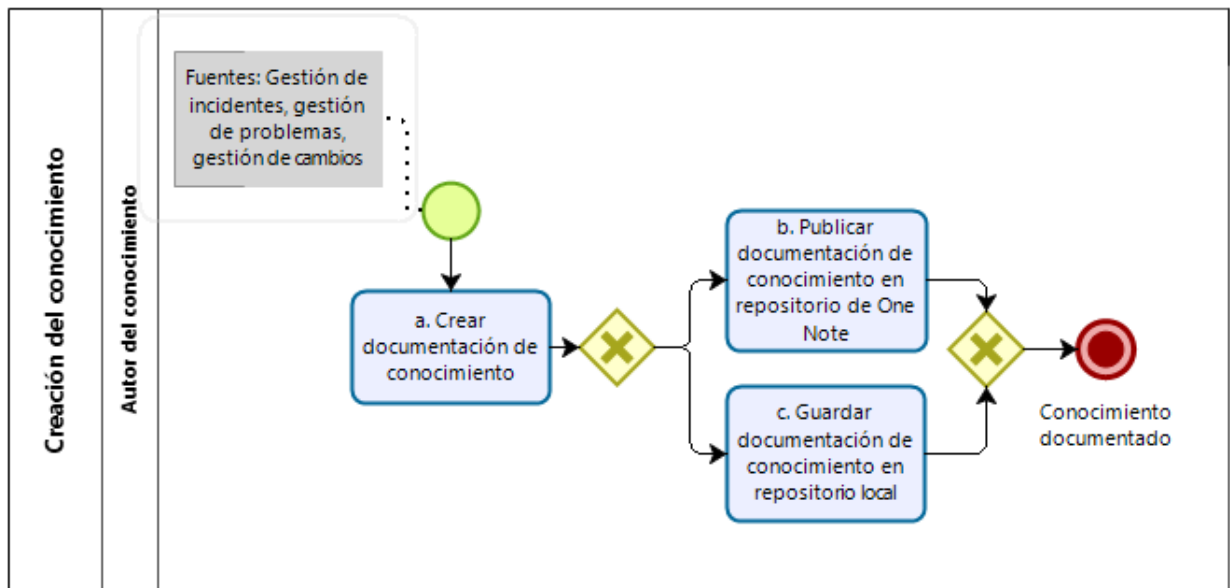 Creación del conocimiento
Autor del conocimiento
Fuentes: Gestión de
incidentes, gestión
de problemas,
gestión de cambios
a. Crear
documentación de
conocimiento
b. Publicar
documentación de
conocimiento en
repositorio de One
Note
c. Guardar
documentación de
conocimiento en
repositorio local
Conocimiento
documentado